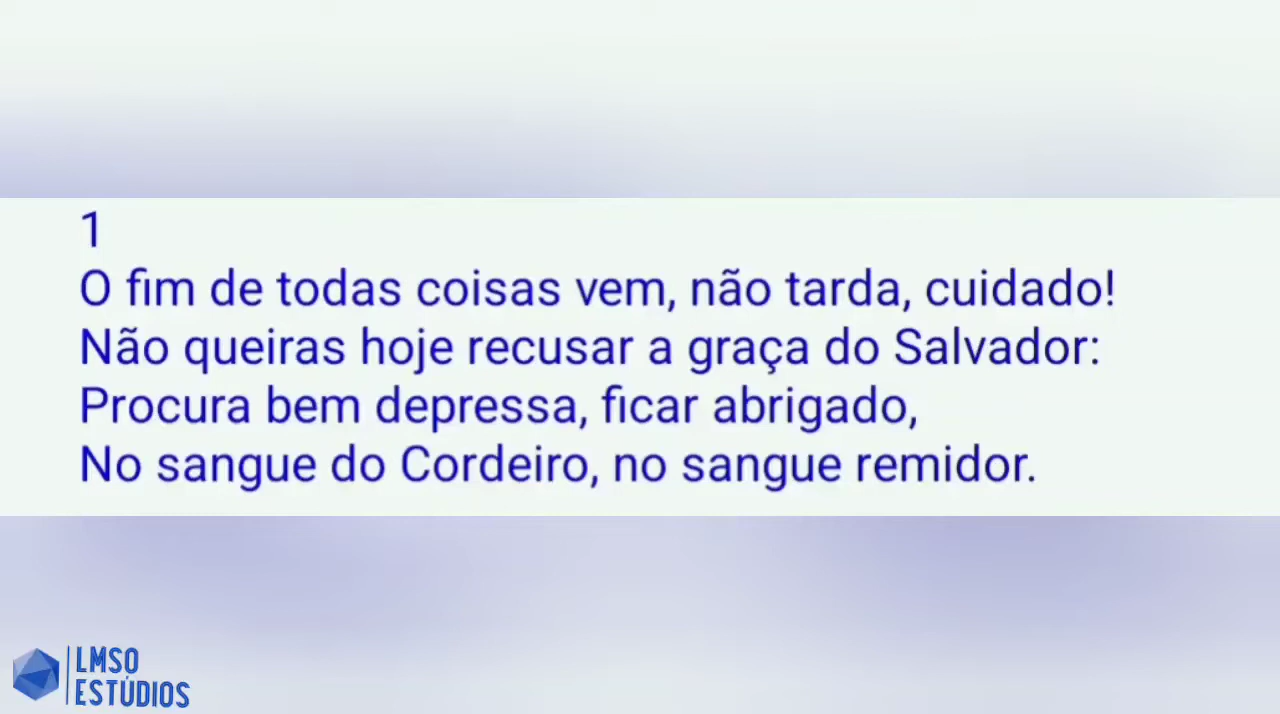 1
O fim de todas coisas vem, não tarda, cuidado!
Não queiras hoje recusar a graça do Salvador:
Procura bem depressa, ficar abrigado,
No sangue do Cordeiro, no sangue remidor.
LMSO
ESTÚDIOS